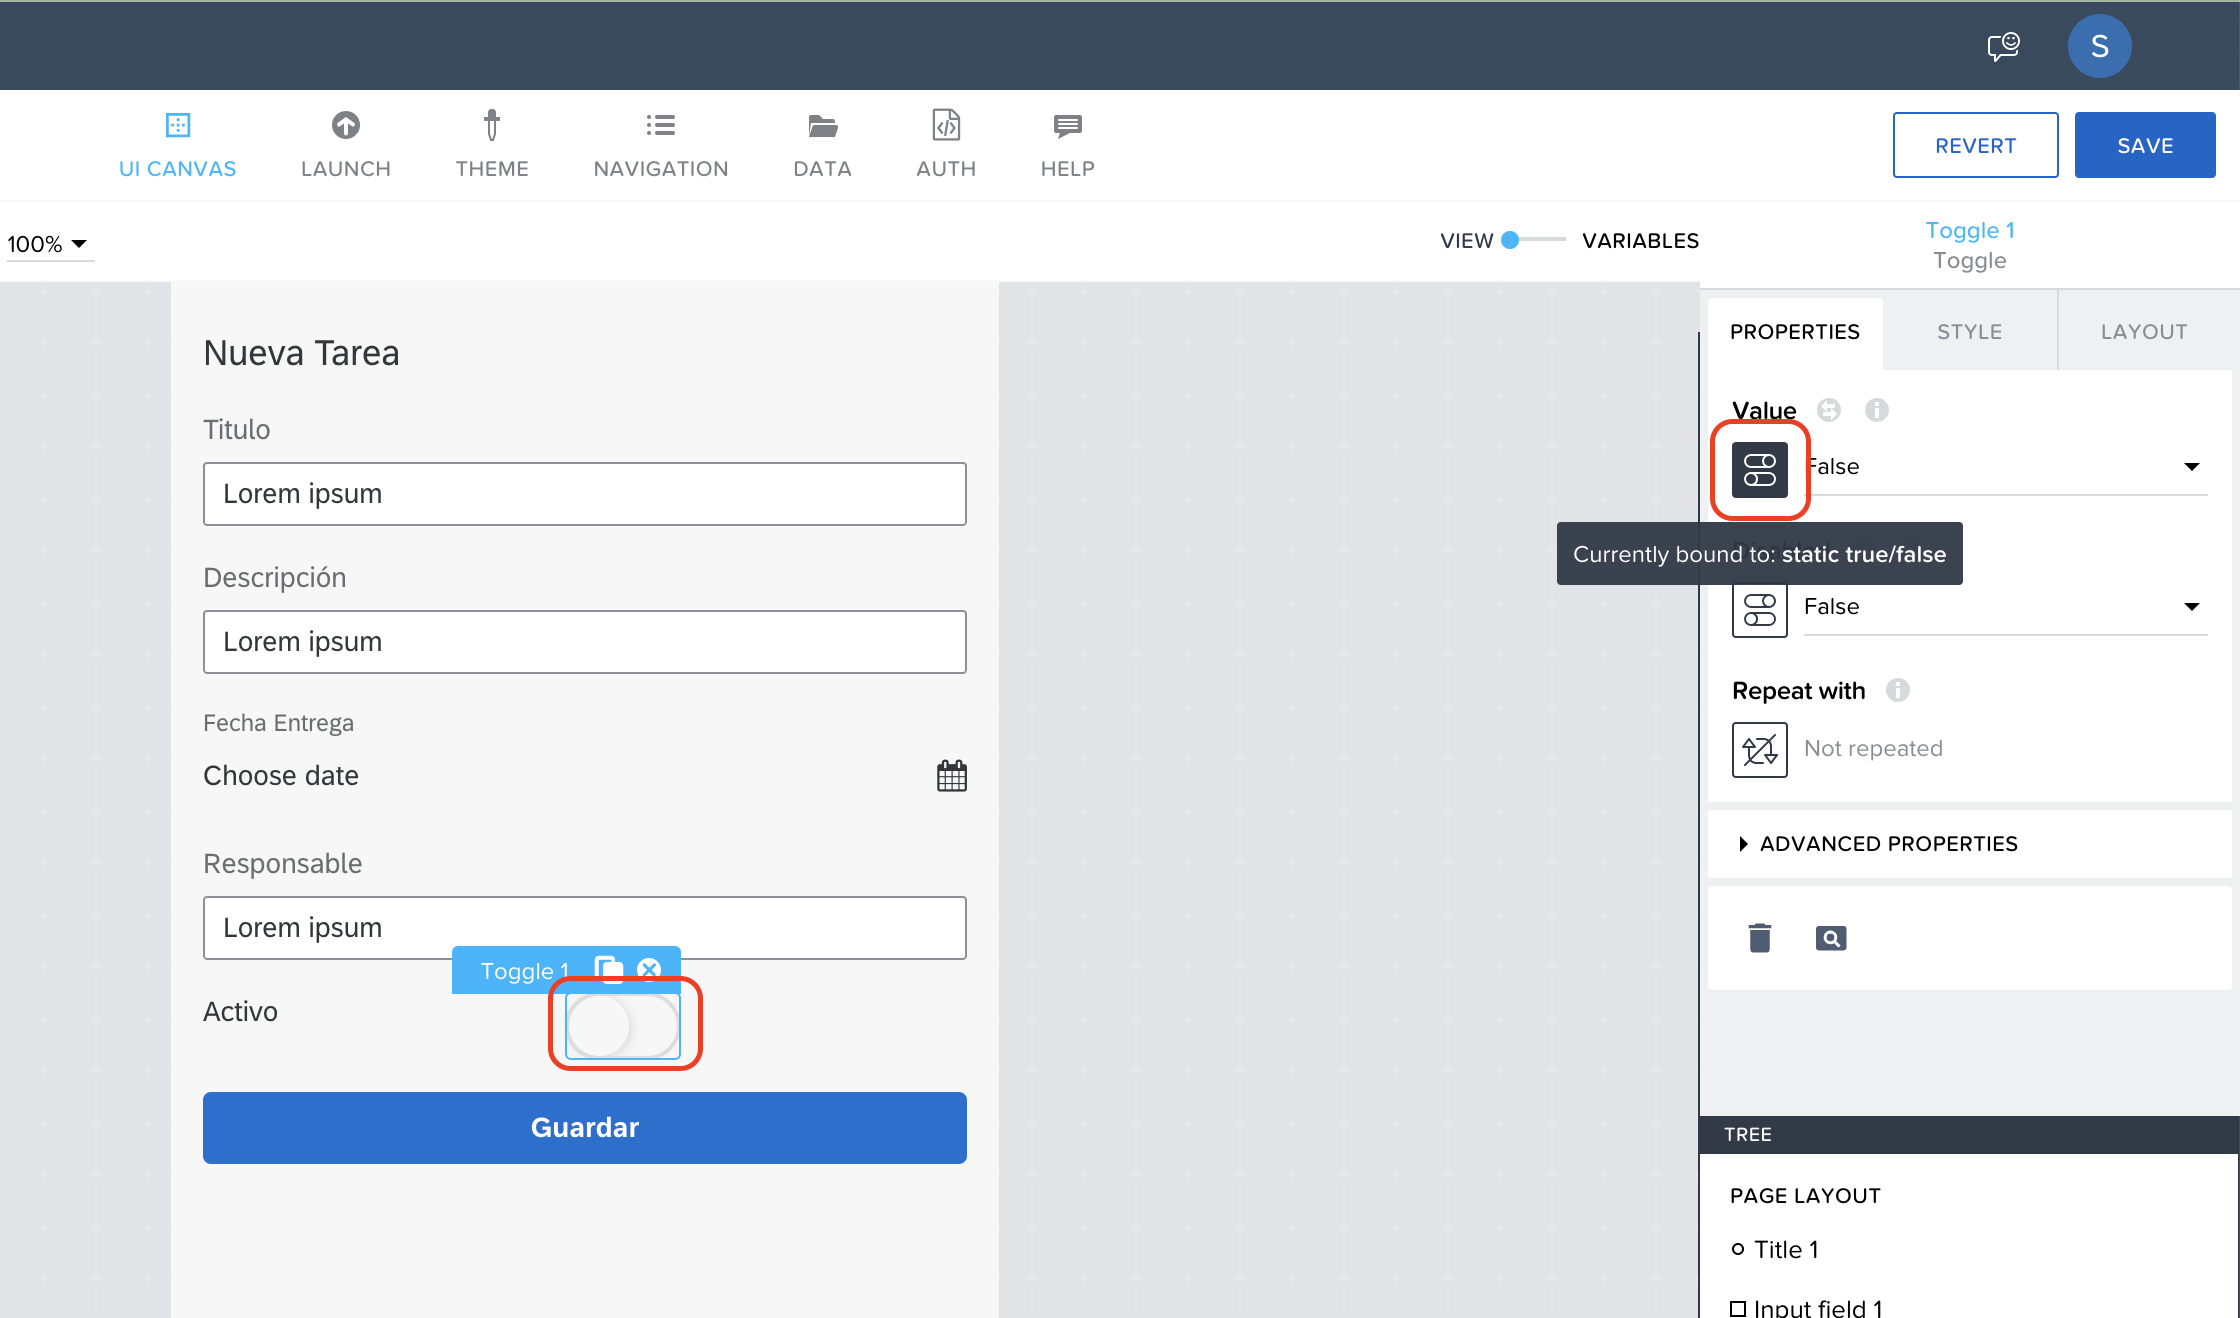 S
UI CANVAS
LAUNCH
THEME
NAVIGATION
DATA
AUTH
HELP
REVERT
SAVE
100%
VIEW
VARIABLES
Toggle 1
Toggle
Nueva Tarea
Titulo
Lorem ipsum
Descripción
Lorem ipsum
Fecha Entrega
Choose date
Responsable
Lorem ipsum
Toggle 1
Activo
Guardar
PROPERTIES
STYLE
LAYOUT
Value
False
Currently bound to: static true/false
False
Repeat with
Not repeated
ADVANCED PROPERTIES
TREE
PAGE LAYOUT
Title 1
Input field 1